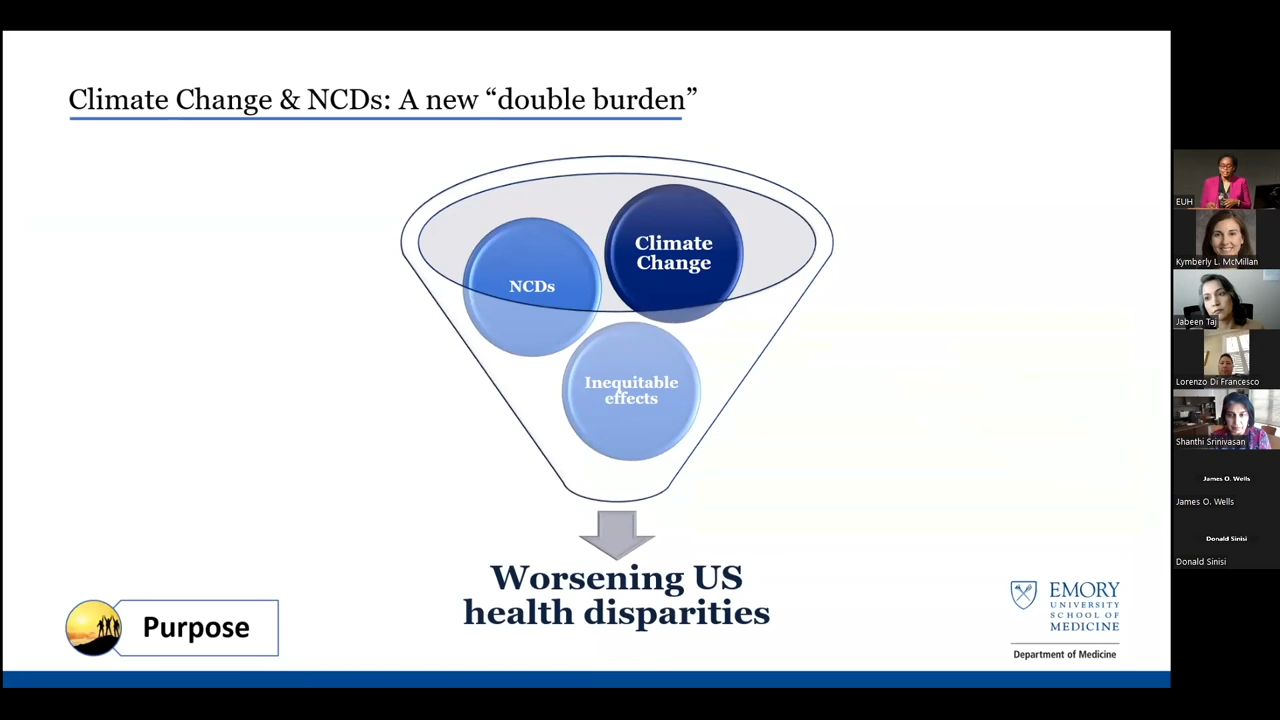 Climate Change & NCDs: A new “double burden”
Climate
Change
NCDs
Inequitable
effects
Worsening US
health disparities
Purpose
EMORY
UNIVERSITY
SCHOOL OF
MEDICINE
Department of Medicine
EUH
Kymberly L. McMillan
Jabeen Taj
Lorenzo Di Francesco
Shanthi Srinivasan
James O. Wells
James O. Wells
Donald Sinisi
Donald Sinisi